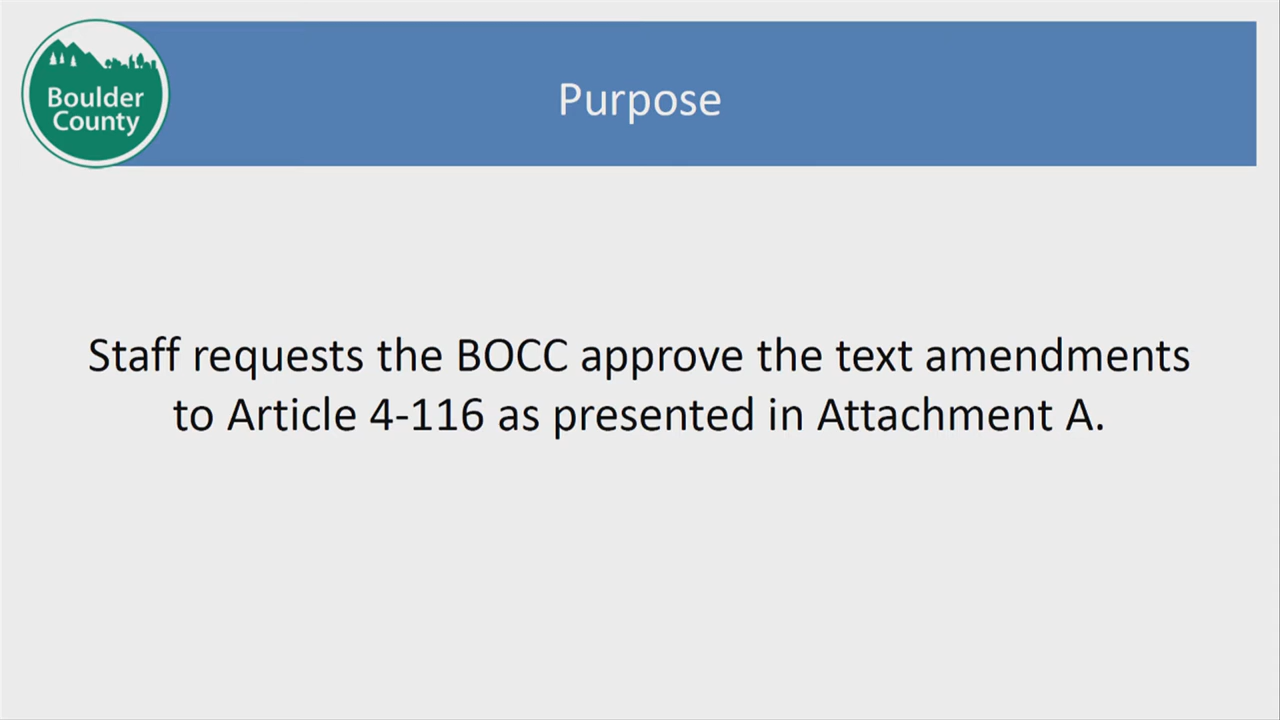 Boulder
County
Purpose
Staff requests the BOCC approve the text amendments
to Article 4-116 as presented in Attachment A.